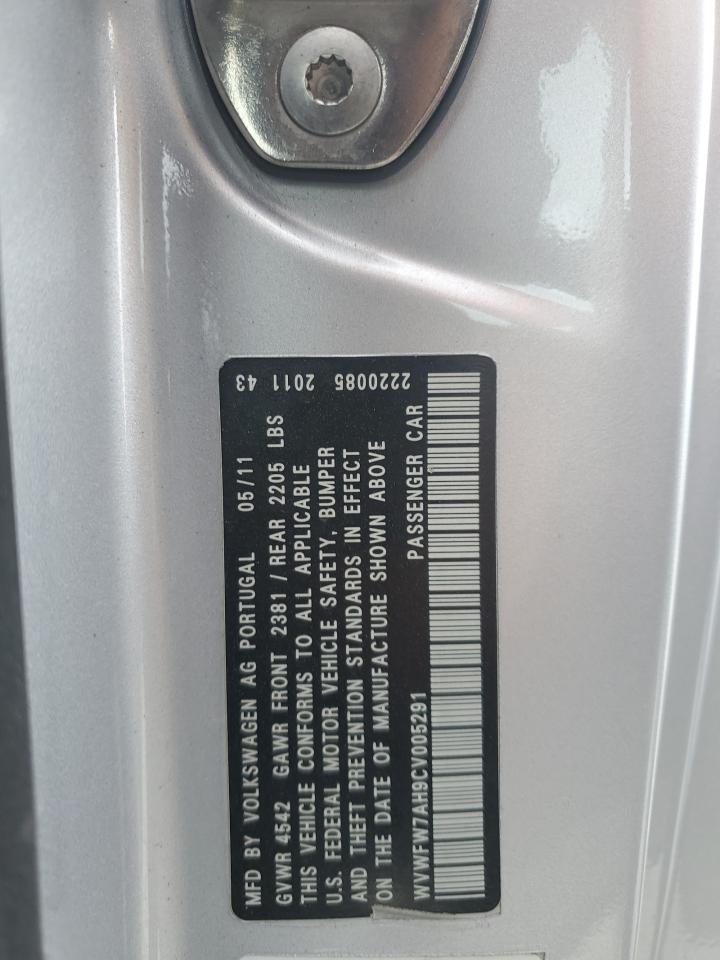 MFD BY VOLKSWAGEN AG PORTUGAL 05/11
GVWR 4542 GAWR FRONT 2381 / REAR 2205 LBS
THIS VEHICLE CONFORMS TO ALL APPLICABLE
U.S. FEDERAL MOTOR VEHICLE SAFETY, BUMPER
AND THEFT PREVENTION STANDARDS IN EFFECT
ON THE DATE OF MANUFACTURE SHOWN ABOVE
PASSENGER CAR
WVWFW7AH9CV005291
2011 43
2220085